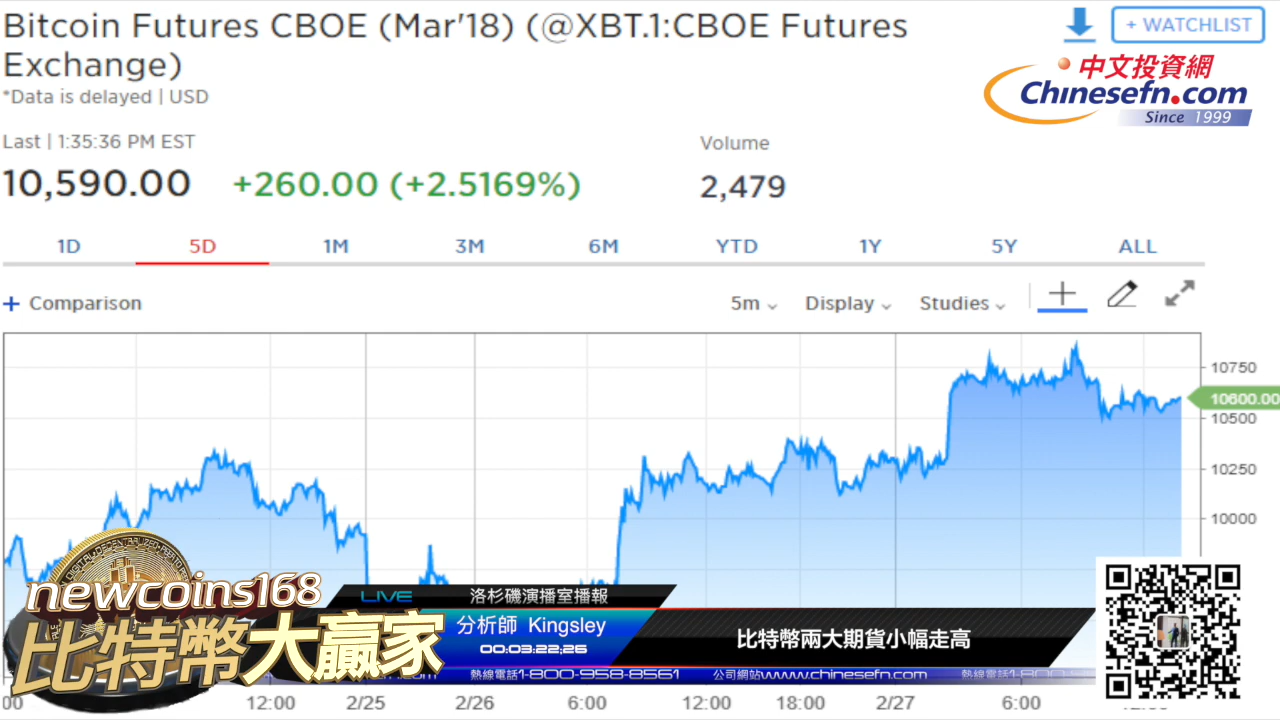 Bitcoin Futures CBOE (Mar'18) (@XBT.1:CBOE Futures
Exchange)
+ WATCHLIST
*Data is delayed | USD
中文投資網
Chinesefn.com
Since 1999
Last | 1:35:36 PM EST
Volume
10,590.00 +260.00 (+2.5169%)
2,479
1D 5D 1M 3M 6M YTD 1Y 5Y ALL
+ Comparison
5m Display Studies
10750
10600.00
10500
10250
10000
newcoins168
比特幣大贏家
LIVE 洛杉磯演播室播報
分析師 Kingsley
00:03:22;26
比特幣兩大期貨小幅走高
熱線電話1-800-958-8561 公司網站www.chinesefn.com 熱線電話1-800-
12:00 2/25 2/26 6:00 12:00 18:00 2/27 6:00